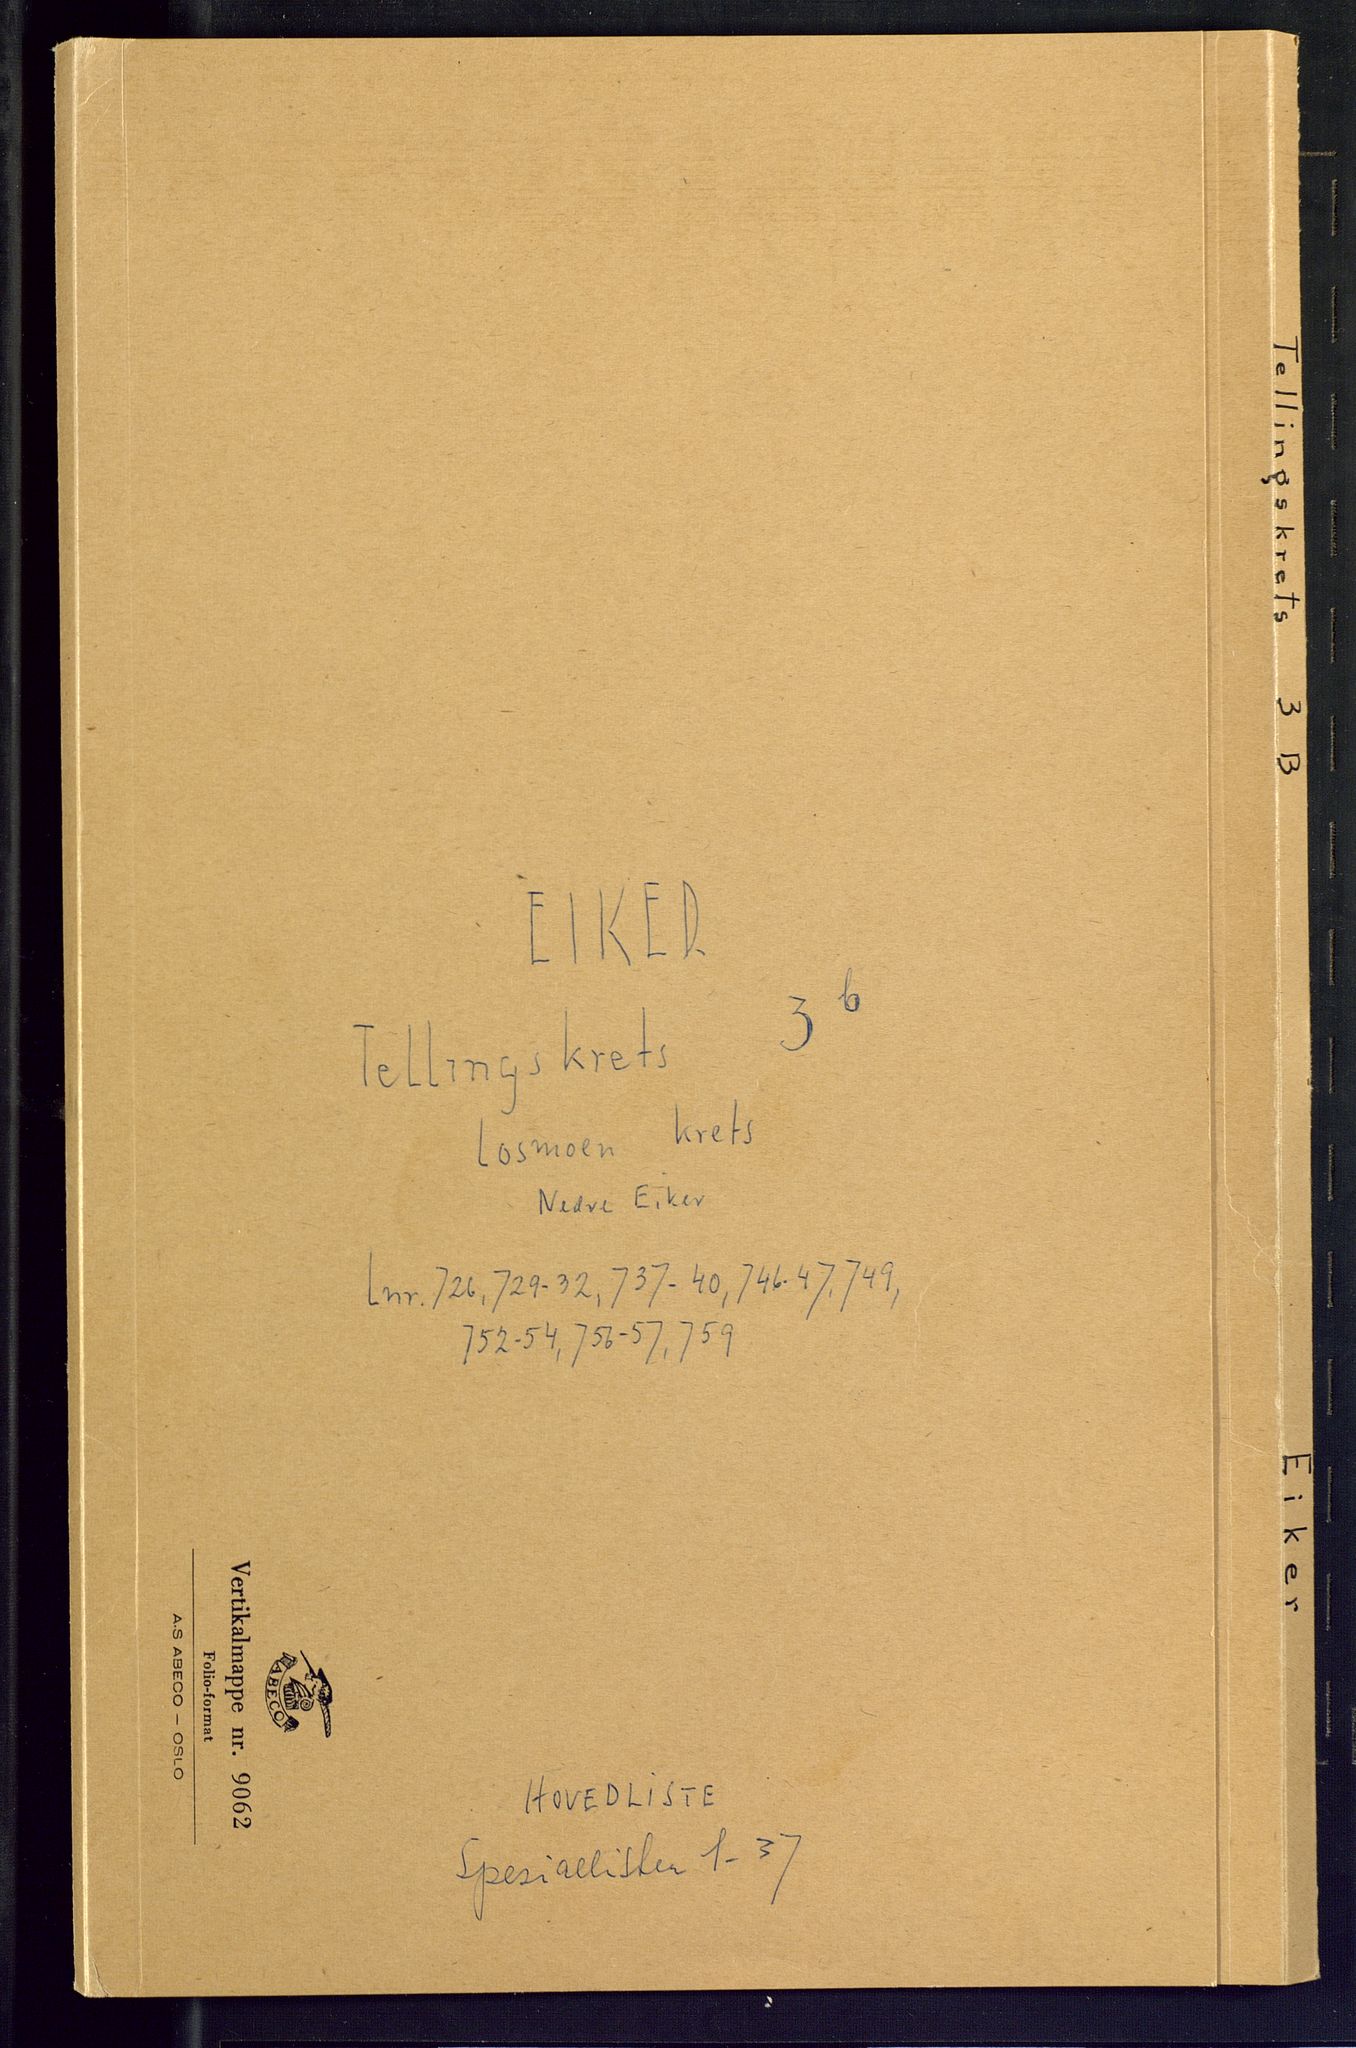 EIKER
Tellingskrets 3 b
Losmoen krets
Nedre Eiker
Lnr. 726, 729-32, 737-40, 746-47, 749,
752-54, 756-57, 759
HOVEDLISTE
Spesiallister 1-37
ABECO
Vertikalmappe nr. 9062
Folio-format
A.S ABECO – OSLO
Tellingskrets 3 B
Eiker